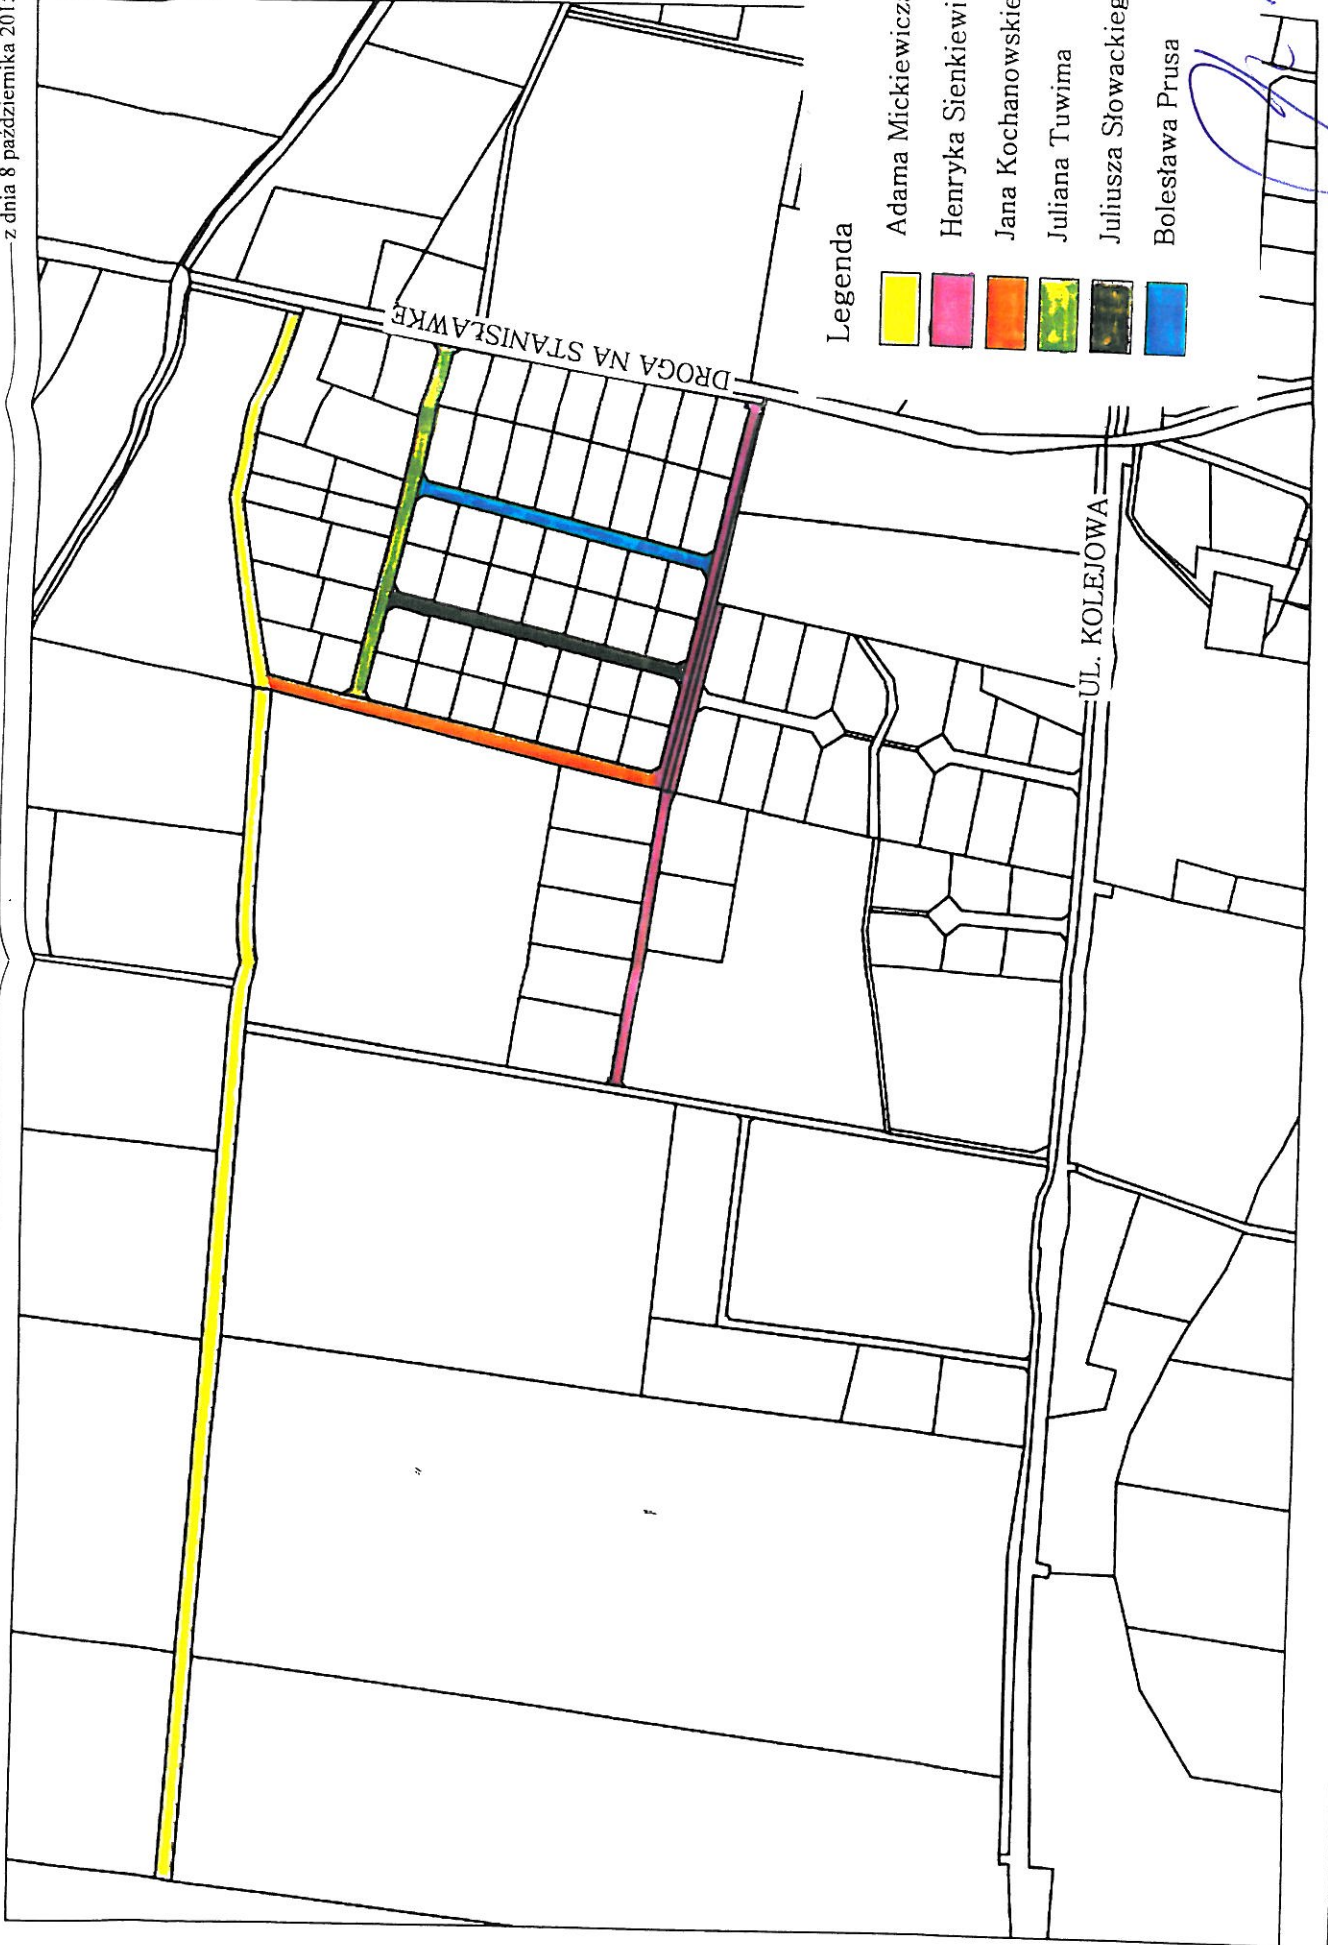 z dnia 8 października 201
DROGA NA STANISŁAWKĘ
UL. KOLEJOWA
Legenda
Adama Mickiewicza
Henryka Sienkiewi
Jana Kochanowskie
Juliana Tuwima
Juliusza Słowackieg
Bolesława Prusa